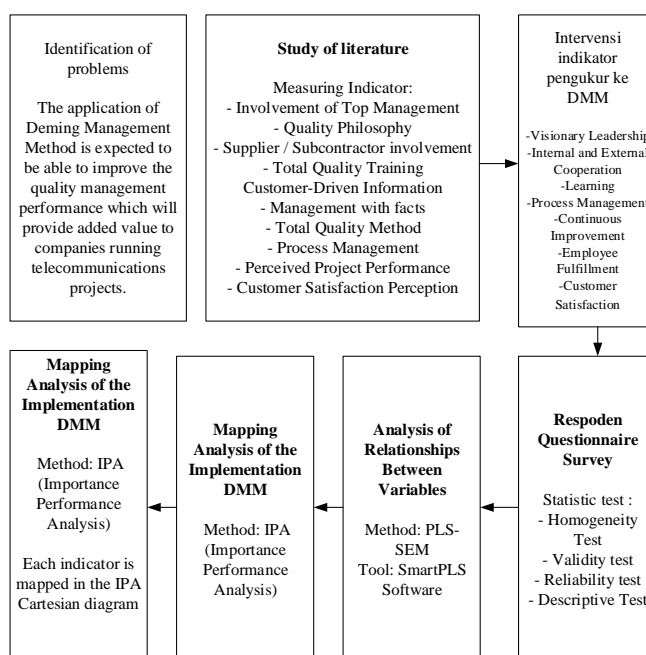 Identification of
problems
The application of
Deming Management
Method is expected to
be able to improve the
quality management
performance which will
provide added value to
companies running
telecommunications
projects.
Study of literature
Measuring Indicator:
- Involvement of Top Management
- Quality Philosophy
- Supplier / Subcontractor involvement
- Total Quality Training
Customer-Driven Information
- Management with facts
- Total Quality Method
- Process Management
- Perceived Project Performance
- Customer Satisfaction Perception
Intervensi
indikator
pengukur ke
DMM
-Visionary Leadership
-Internal and External
Cooperation
-Learning
-Process Management
-Continuous
Improvement
-Employee
Fulfillment
-Customer
Satisfaction
Respoden
Questionnaire
Survey
Statistic test :
- Homogeneity
Test
- Validity test
- Reliability test
- Descriptive Test
Analysis of
Relationships
Between
Variables
Method: PLS-
SEM
Tool: SmartPLS
Software
Mapping
Analysis of the
Implementation
DMM
Method: IPA
(Importance
Performance
Analysis)
Mapping
Analysis of the
Implementation
DMM
Method: IPA
(Importance
Performance
Analysis)
Each indicator is
mapped in the IPA
Cartesian diagram